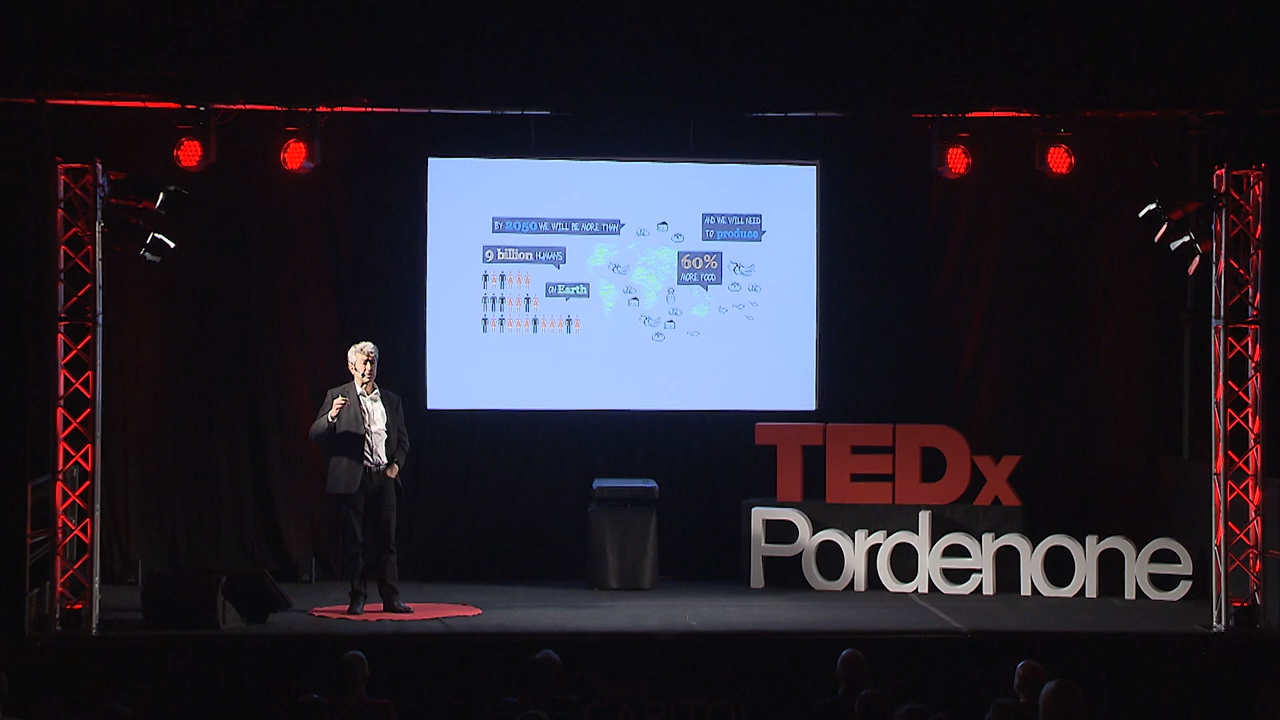 BY 2050 WE WILL BE MORE THAN
9 billion HUMANS
ON Earth
AND WE WILL NEED
TO produce
60%
MORE FOOD
TEDx
Pordenone